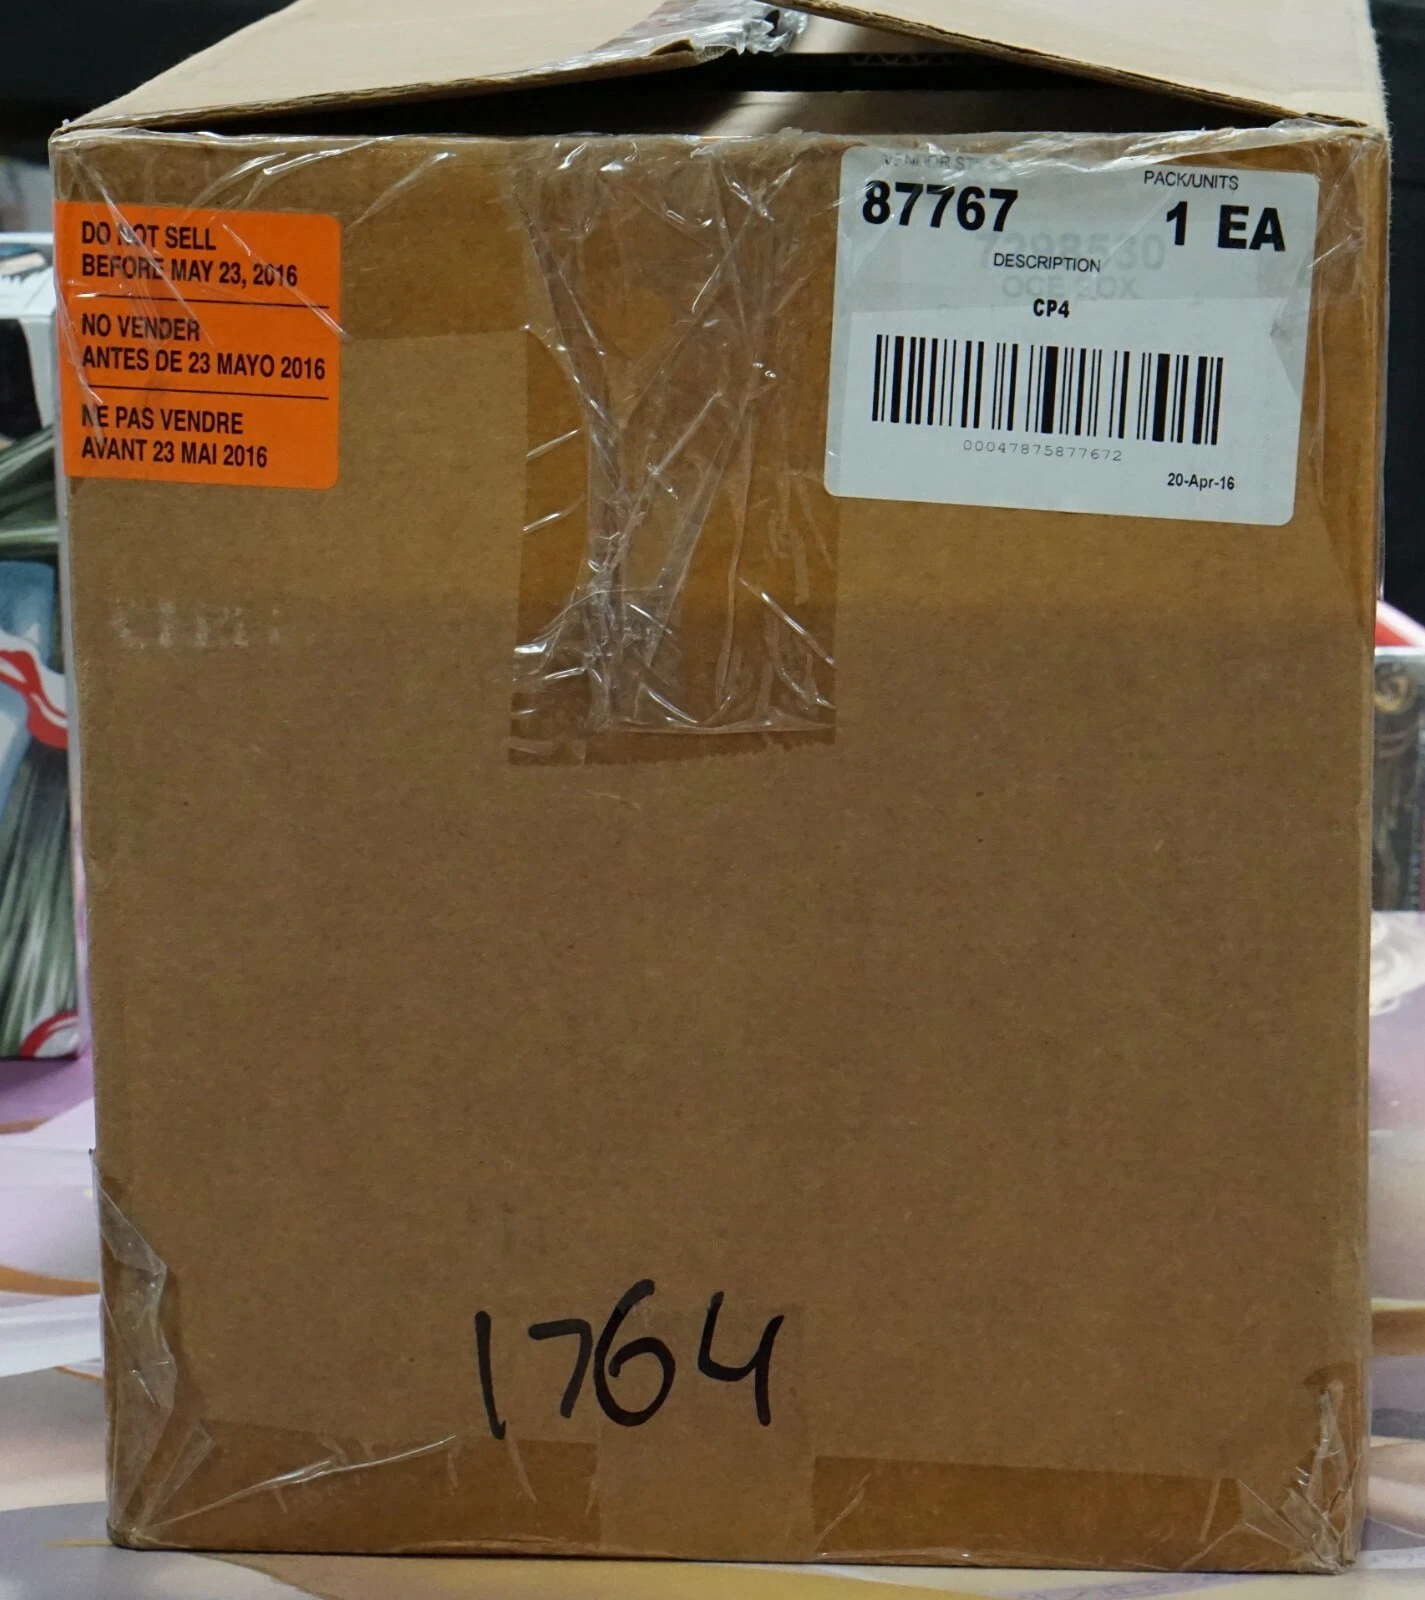 DO NOT SELL
BEFORE MAY 23, 2016
NO VENDER
ANTES DE 23 MAYO 2016
NE PAS VENDRE
AVANT 23 MAI 2016
VENDOR
PACK/UNITS
87767
1 EA
DESCRIPTION
CP4
00047875877672
20-Apr-16
1764